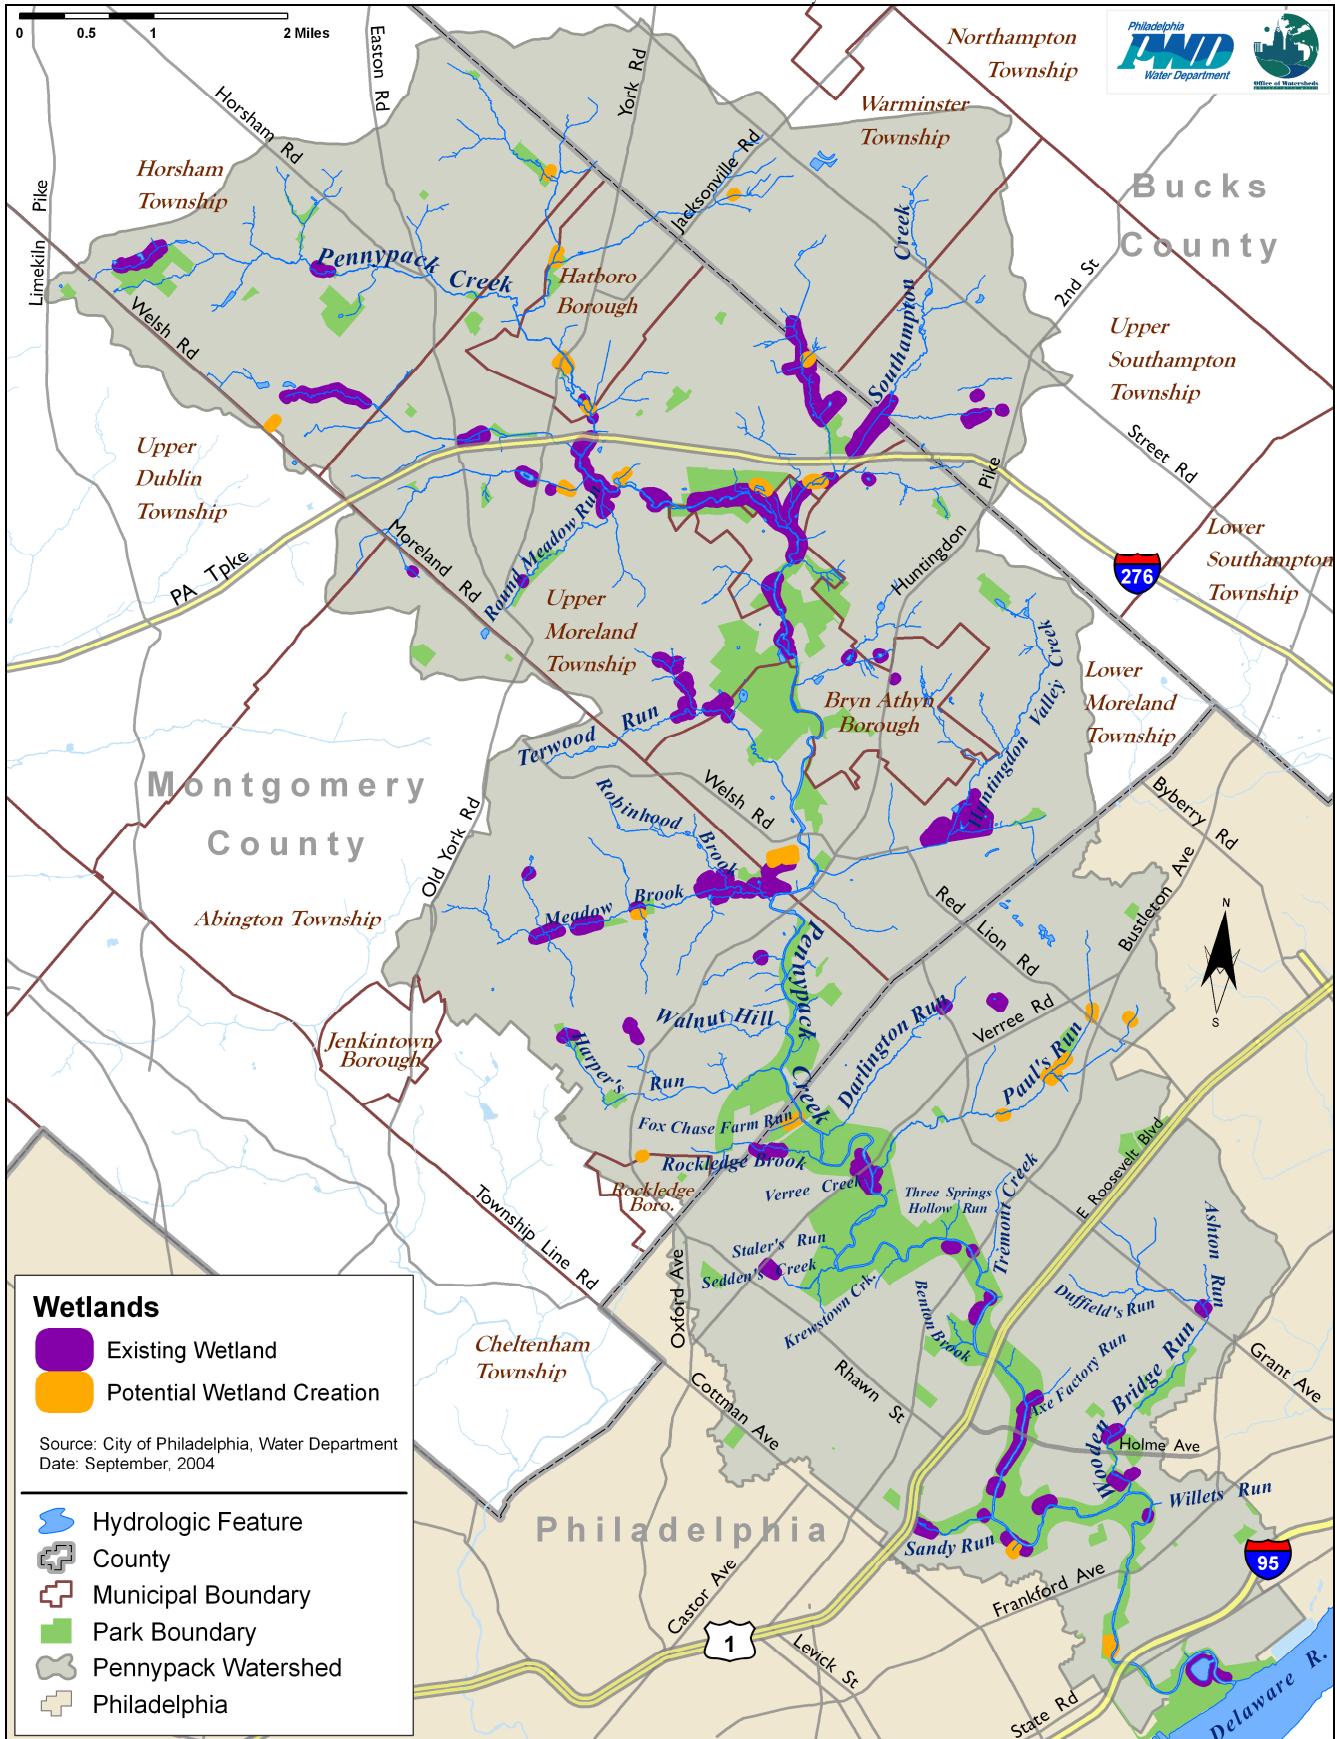 0 0.5 1 2 Miles
Easton Rd
York Rd
Northampton
Township
Philadelphia
PWD
Water Department
Office of Watersheds
Warminster
Township
Horsham Rd
Jacksonville Rd
Horsham
Township
Bucks
County
Limekiln Pike
Pennypack Creek
Hatboro
Borough
Southampton Creek
2nd St
Welsh Rd
Upper
Southampton
Township
Upper
Dublin
Township
Street Rd
Pike
Lower
Southampton
Township
PA Tpke
Moreland Rd
Round Meadow Run
Huntingdon
276
Upper
Moreland
Township
Lower
Moreland
Township
Bryn Athyn
Borough
Huntingdon Valley Creek
Terwood Run
Montgomery
County
Welsh Rd
Robinhood Brook
Byberry Rd
Old York Rd
Meadow Brook
Abington Township
Red Lion Rd
Bustleton Ave
N
S
Pennypack Creek
Walnut Hill
Darlington Run
Verree Rd
Jenkintown
Borough
Harper's Run
Paul's Run
Fox Chase Farm Run
Rockledge Brook
Rockledge
Boro.
Verree Creek
Three Springs
Hollow Run
Tremont Creek
E Roosevelt Blvd
Ashton Run
Township Line Rd
Staler's Run
Sedden's Creek
Krewstown Crk.
Oxford Ave
Benton Brook
Duffield's Run
Cheltenham
Township
Rhawn St
Axe Factory Run
Wooden Bridge Run
Grant Ave
Cottman Ave
Holme Ave
Willets Run
Philadelphia
Sandy Run
95
Castor Ave
Frankford Ave
1
Levick St
State Rd
Delaware R.
Wetlands
Existing Wetland
Potential Wetland Creation
Source: City of Philadelphia, Water Department
Date: September, 2004
Hydrologic Feature
County
Municipal Boundary
Park Boundary
Pennypack Watershed
Philadelphia